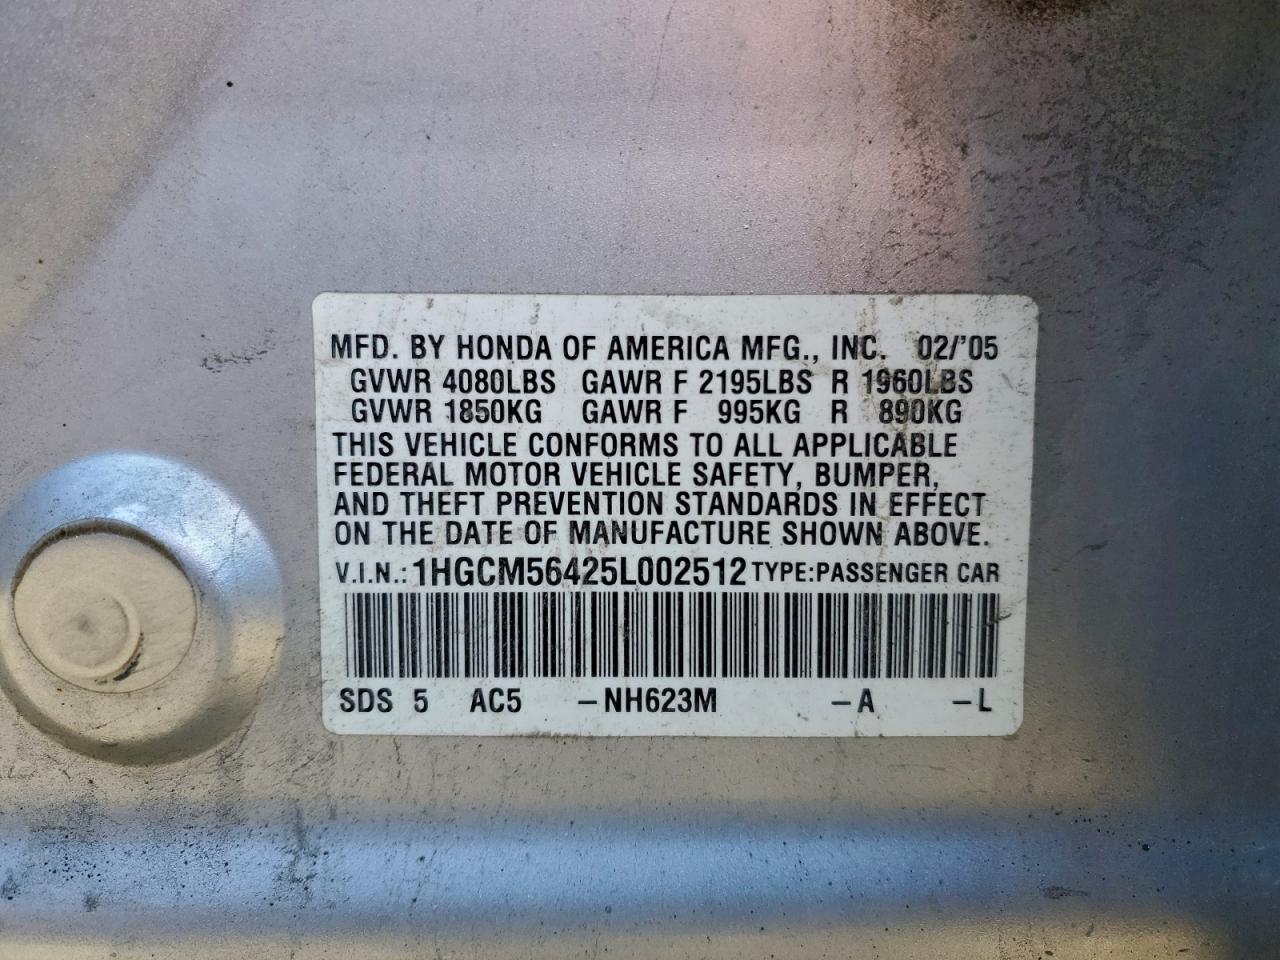 MFD. BY HONDA OF AMERICA MFG., INC. 02/'05
GVWR 4080LBS GAWR F 2195LBS R 1960LBS
GVWR 1850KG GAWR F 995KG R 890KG
THIS VEHICLE CONFORMS TO ALL APPLICABLE
FEDERAL MOTOR VEHICLE SAFETY, BUMPER,
AND THEFT PREVENTION STANDARDS IN EFFECT
ON THE DATE OF MANUFACTURE SHOWN ABOVE.
V.I.N.: 1HGCM56425L002512 TYPE:PASSENGER CAR
SDS 5 AC5 –NH623M –A –L